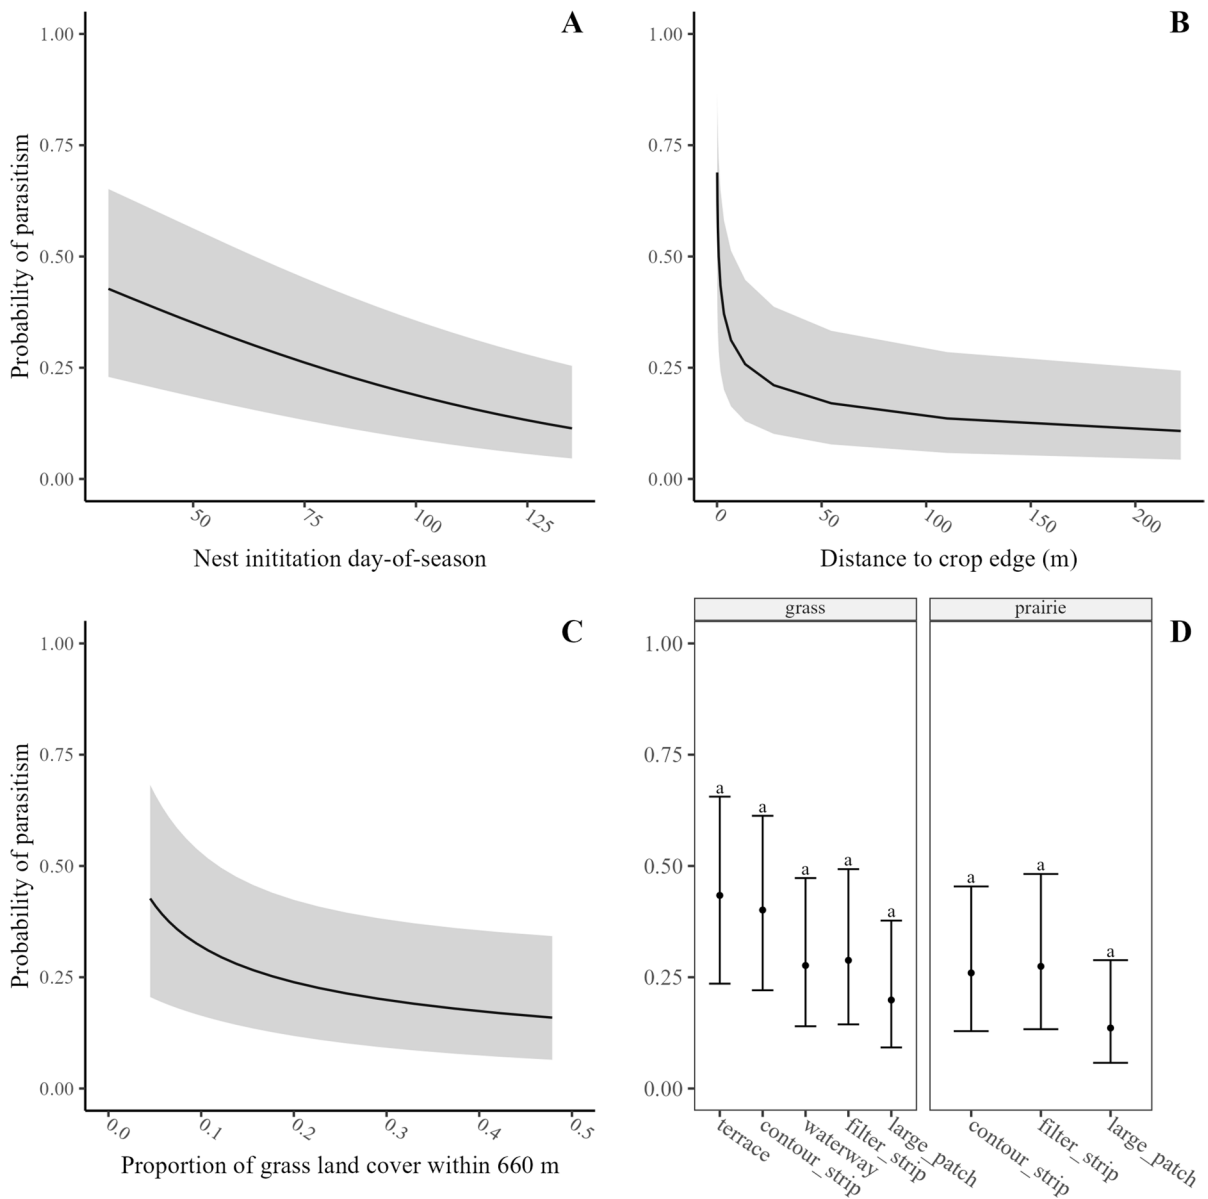 A
1.00
0.75
0.50
0.25
0.00
Probability of parasitism
50
75
100
125
Nest inititation day-of-season
B
1.00
0.75
0.50
0.25
0.00
0
50
100
150
200
Distance to crop edge (m)
C
1.00
0.75
0.50
0.25
0.00
Probability of parasitism
0.0
0.1
0.2
0.3
0.4
0.5
Proportion of grass land cover within 660 m
grass
prairie
D
1.00
0.75
0.50
0.25
0.00
a
a
a
a
a
a
a
a
terrace
contour_strip
waterway
filter_strip
large_patch
contour_strip
filter_strip
large_patch